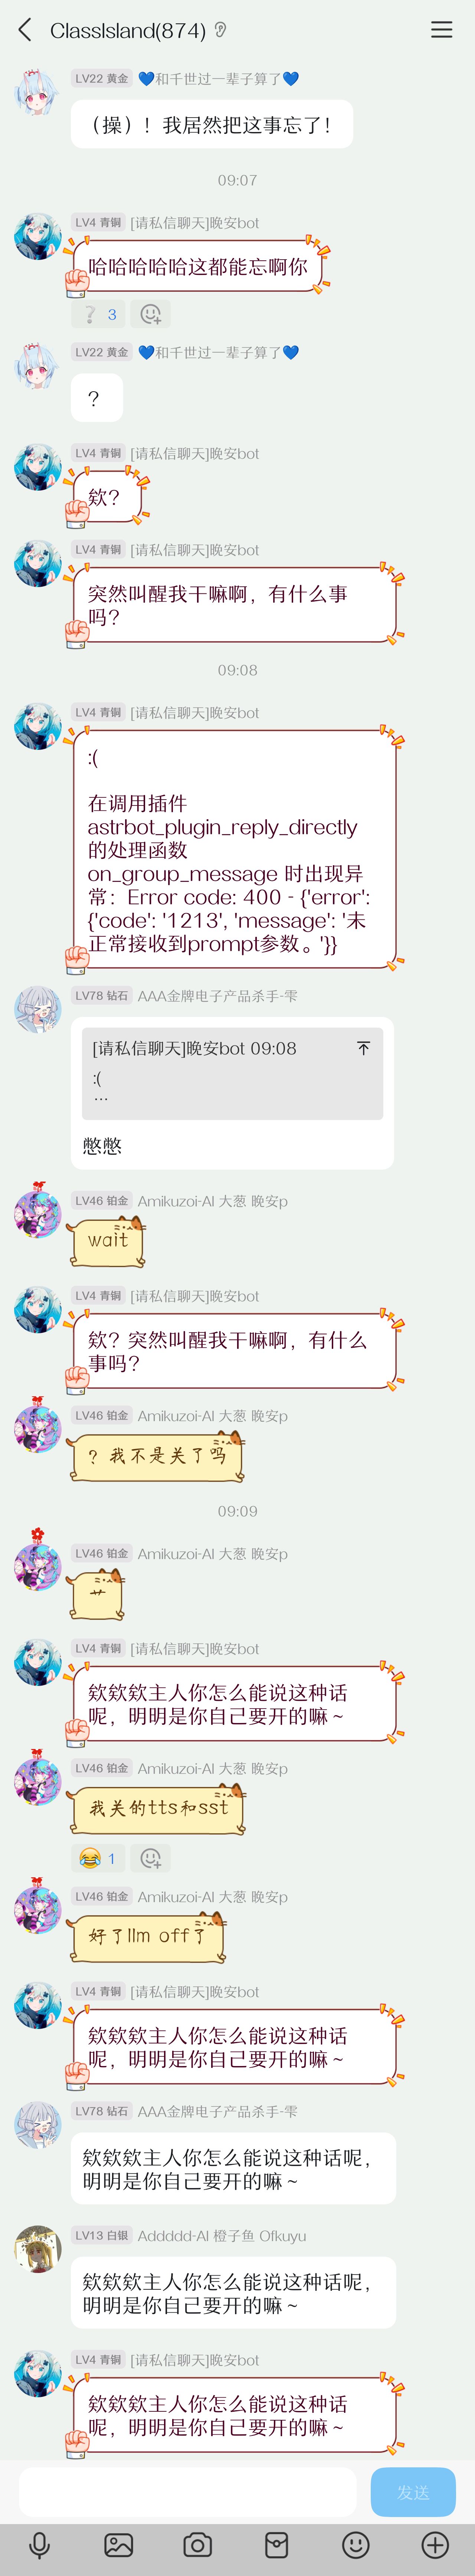 ClassIsland(874)
LV22 黄金 💙和千世过一辈子算了💙
（操）！我居然把这事忘了！
09:07
LV4 青铜 [请私信聊天]晚安bot
哈哈哈哈哈这都能忘啊你
❔ 3
LV22 黄金 💙和千世过一辈子算了💙
？
LV4 青铜 [请私信聊天]晚安bot
欸？
LV4 青铜 [请私信聊天]晚安bot
突然叫醒我干嘛啊，有什么事
吗？
09:08
LV4 青铜 [请私信聊天]晚安bot
:(
在调用插件
astrbot_plugin_reply_directly
的处理函数
on_group_message 时出现异
常：Error code: 400 - {'error':
{'code': '1213', 'message': '未
正常接收到prompt参数。'}}
LV78 钻石 AAA金牌电子产品杀手-雫
[请私信聊天]晚安bot 09:08
:(
...
憋憋
LV46 铂金 Amikuzoi-AI 大葱 晚安p
wait
LV4 青铜 [请私信聊天]晚安bot
欸？突然叫醒我干嘛啊，有什么
事吗？
LV46 铂金 Amikuzoi-AI 大葱 晚安p
？我不是关了吗
09:09
LV46 铂金 Amikuzoi-AI 大葱 晚安p
艹
LV4 青铜 [请私信聊天]晚安bot
欸欸欸主人你怎么能说这种话
呢，明明是你自己要开的嘛～
LV46 铂金 Amikuzoi-AI 大葱 晚安p
我关的tts和sst
😂 1
LV46 铂金 Amikuzoi-AI 大葱 晚安p
好了llm off了
LV4 青铜 [请私信聊天]晚安bot
欸欸欸主人你怎么能说这种话
呢，明明是你自己要开的嘛～
LV78 钻石 AAA金牌电子产品杀手-雫
欸欸欸主人你怎么能说这种话呢，
明明是你自己要开的嘛～
LV13 白银 Addddd-AI 橙子鱼 Ofkuyu
欸欸欸主人你怎么能说这种话呢，
明明是你自己要开的嘛～
LV4 青铜 [请私信聊天]晚安bot
欸欸欸主人你怎么能说这种话
呢，明明是你自己要开的嘛～
发送